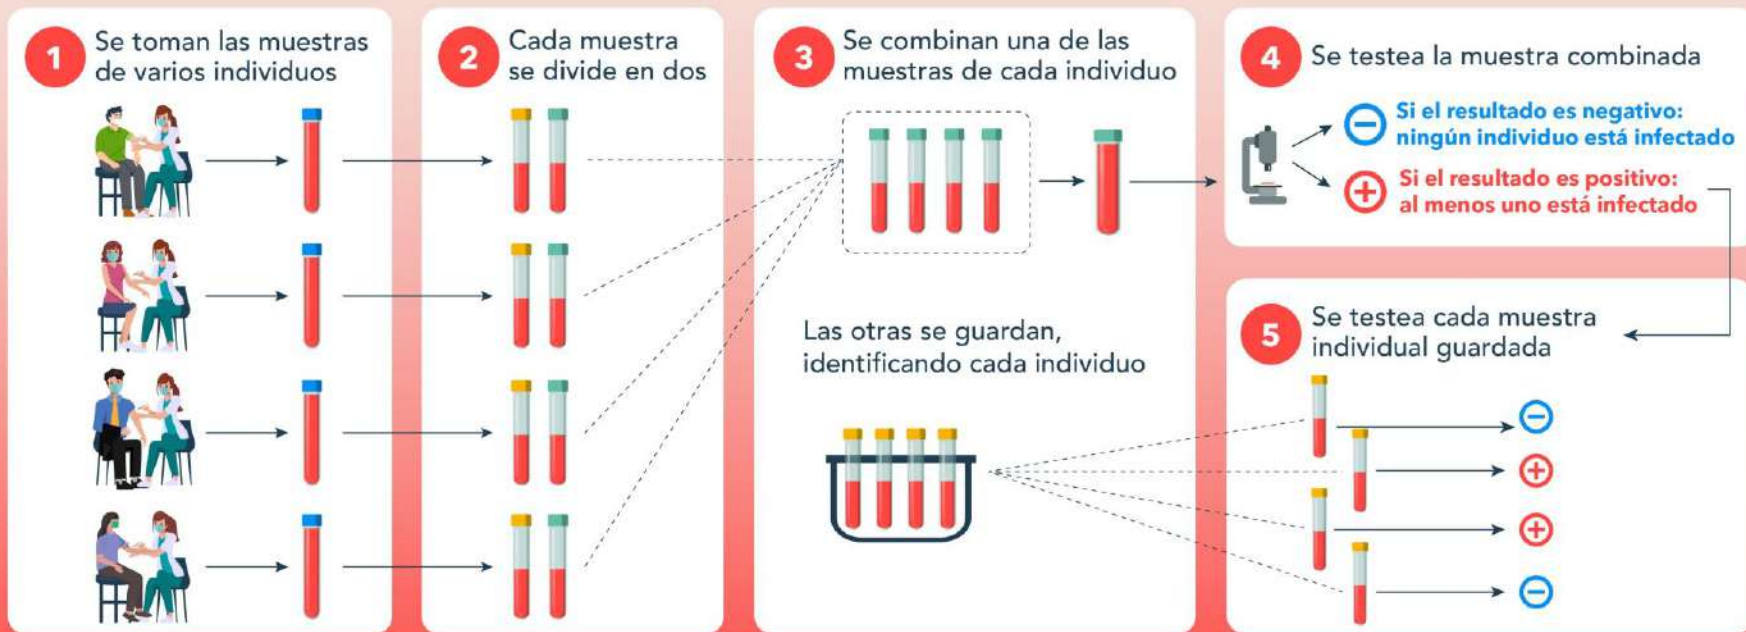 1
Se toman las muestras
de varios individuos
2
Cada muestra
se divide en dos
3
Se combinan una de las
muestras de cada individuo
Las otras se guardan,
identificando cada individuo
4
Se testea la muestra combinada
Si el resultado es negativo:
ningún individuo está infectado
Si el resultado es positivo:
al menos uno está infectado
5
Se testea cada muestra
individual guardada